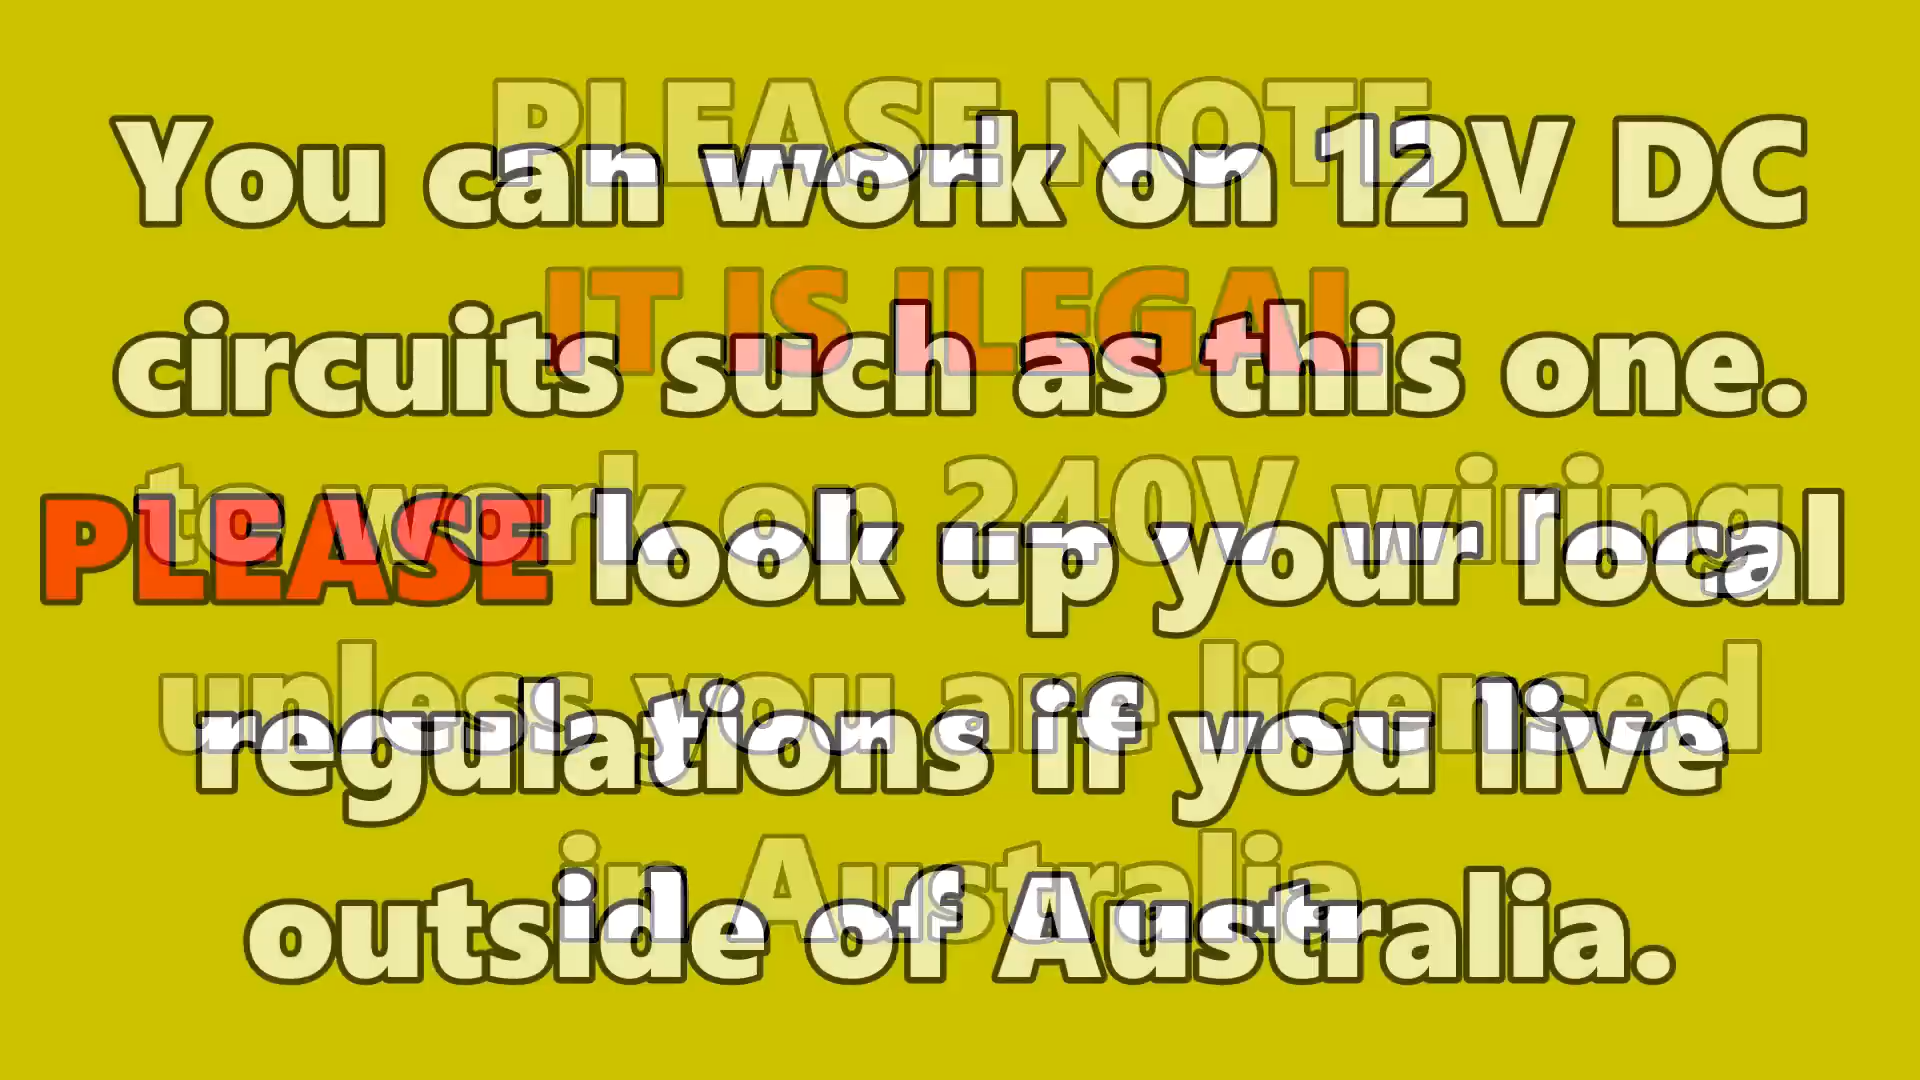 PLEASE NOTE
You can work on 12V DC
IT IS ILEGAL
circuits such as this one.
to work on 240V wiring
PLEASE look up your local
unless you are licensed
regulations if you live
in Australia
outside of Australia.